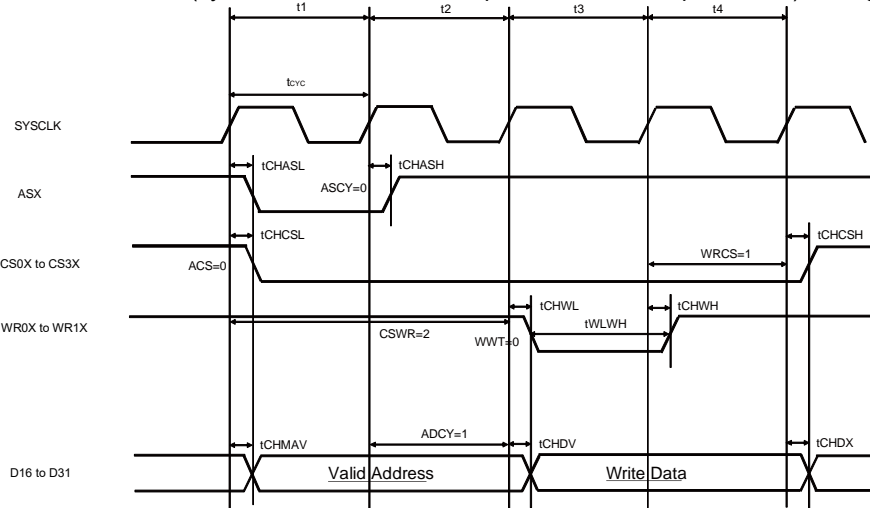 t1 t2 t3 t4
tCYC
SYSCLK
tCHASL tCHASH
ASX ASCY=0
tCHCSL tCHCSH
CS0X to CS3X ACS=0 WRCS=1
tCHWL tCHWH
WR0X to WR1X CSWR=2 WWT=0 tWLWH
tCHMAV ADCY=1 tCHDV tCHDX
D16 to D31 Valid Address Write Data